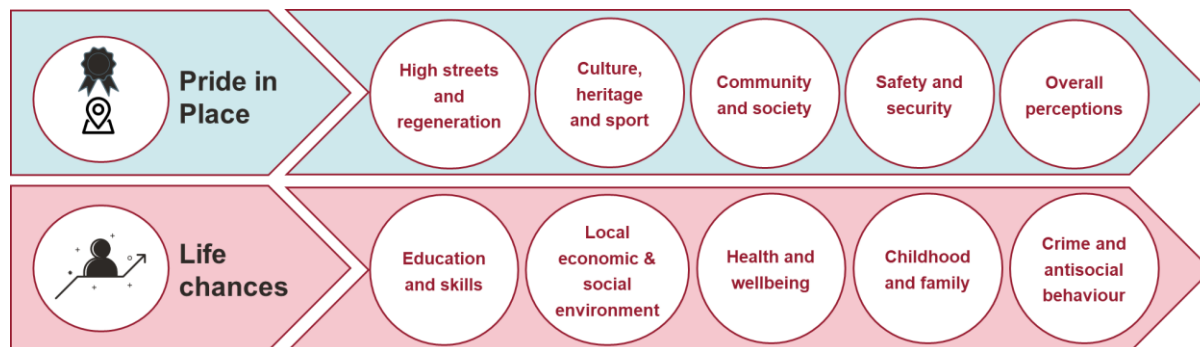 Pride in
Place
High streets
and
regeneration
Culture,
heritage
and sport
Community
and society
Safety and
security
Overall
perceptions
Life
chances
Education
and skills
Local
economic &
social
environment
Health and
wellbeing
Childhood
and family
Crime and
antisocial
behaviour